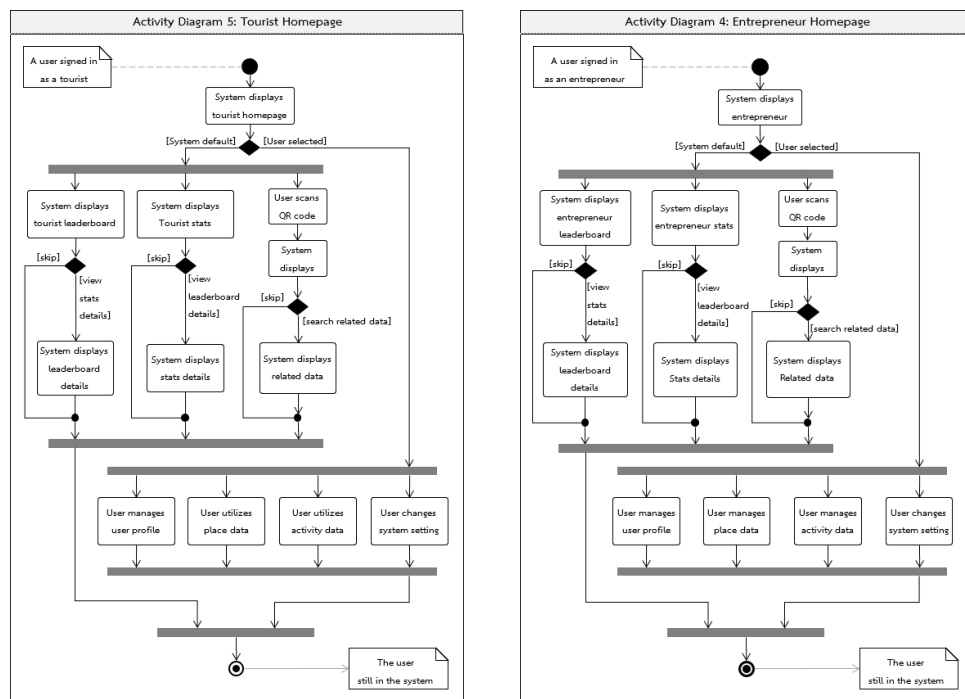 Activity Diagram 5: Tourist Homepage
A user signed in
as a tourist
System displays
tourist homepage
[System default]
[User selected]
System displays
tourist leaderboard
System displays
Tourist stats
User scans
QR code
System
displays
[skip]
[view
stats
details]
[skip]
[view
leaderboard
details]
[skip]
[search related data]
System displays
leaderboard
details
System displays
stats details
System displays
related data
User manages
user profile
User utilizes
place data
User utilizes
activity data
User changes
system setting
The user
still in the system
Activity Diagram 4: Entrepreneur Homepage
A user signed in
as an entrepreneur
System displays
entrepreneur
[System default]
[User selected]
System displays
entrepreneur
leaderboard
System displays
entrepreneur stats
User scans
QR code
System
displays
[skip]
[view
stats
details]
[skip]
[view
leaderboard
details]
[skip]
[search related data]
System displays
leaderboard
details
System displays
Stats details
System displays
Related data
User manages
user profile
User manages
place data
User manages
activity data
User changes
system setting
The user
still in the system